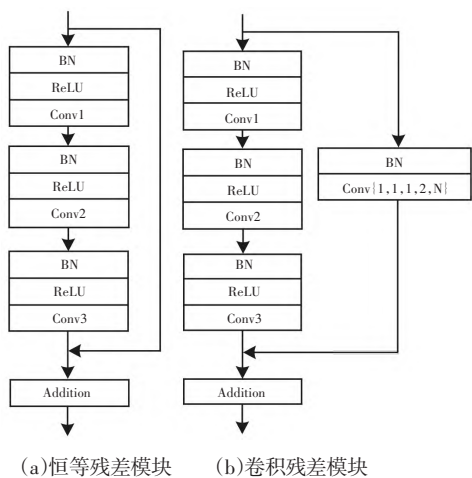 BN
ReLU
Conv1
BN
ReLU
Conv2
BN
ReLU
Conv3
Addition
(a)恒等残差模块
BN
ReLU
Conv1
BN
ReLU
Conv2
BN
ReLU
Conv3
Addition
BN
Conv{1,1,1,2,N}
(b)卷积残差模块